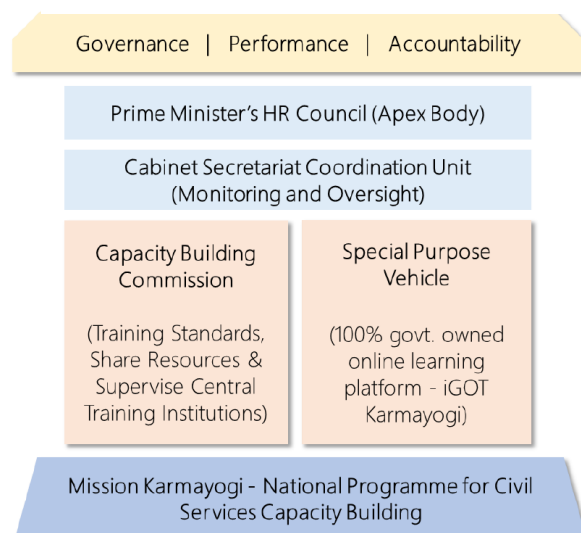 Governance | Performance | Accountability
Prime Minister's HR Council (Apex Body)
Cabinet Secretariat Coordination Unit
(Monitoring and Oversight)
Capacity Building
Commission
(Training Standards,
Share Resources &
Supervise Central
Training Institutions)
Special Purpose
Vehicle
(100% govt. owned
online learning
platform - iGOT
Karmayogi)
Mission Karmayogi - National Programme for Civil
Services Capacity Building